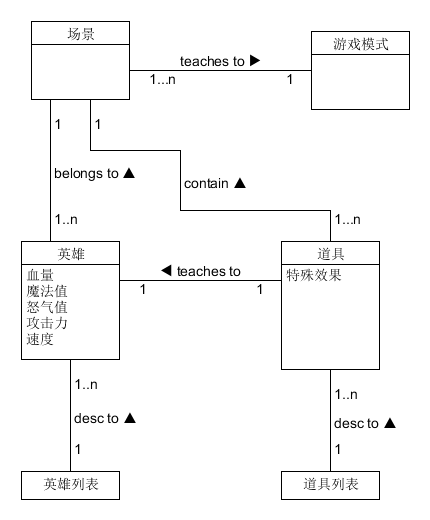 场景
游戏模式
teaches to ▶
1...n
1
1
1
belongs to ▲
contain ▲
1..n
1...n
英雄
道具
血量
魔法值
怒气值
攻击力
速度
特殊效果
◀ teaches to
1
1
1..n
1..n
desc to ▲
desc to ▲
1
1
英雄列表
道具列表